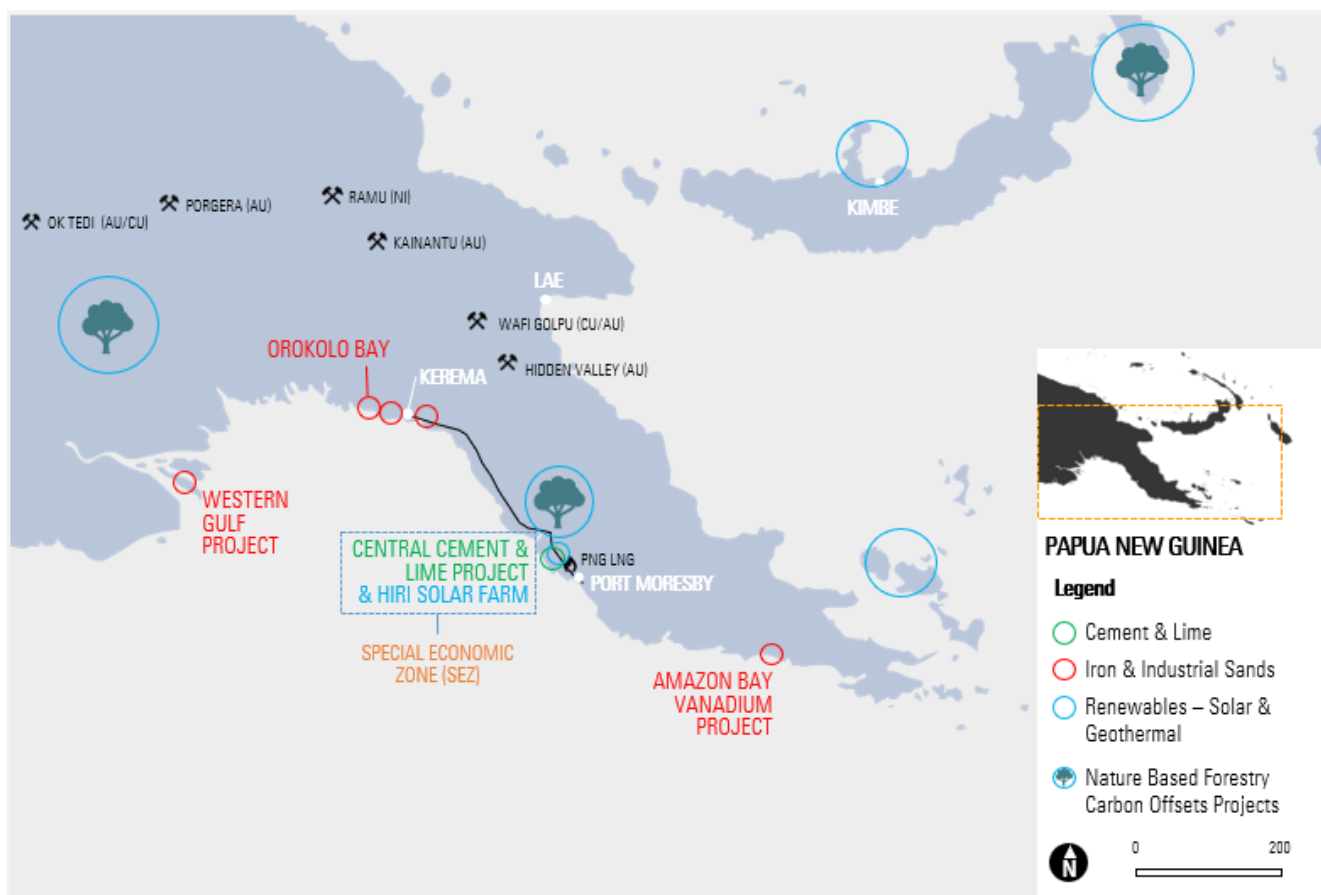 KIMBE
RAMU (NI)
PORGERA (AU)
OK TEDI (AU/CU)
KAINANTU (AU)
LAE
WAFI GOLPU (CU/AU)
OROKOLO BAY
HIDDEN VALLEY (AU)
KEREMA
WESTERN
GULF
PROJECT
CENTRAL CEMENT &
LIME PROJECT
& HIRI SOLAR FARM
PNG LNG
PORT MORESBY
SPECIAL ECONOMIC
ZONE (SEZ)
AMAZON BAY
VANADIUM
PROJECT
PAPUA NEW GUINEA
Legend
Cement & Lime
Iron & Industrial Sands
Renewables – Solar &
Geothermal
Nature Based Forestry
Carbon Offsets Projects
N
0 200